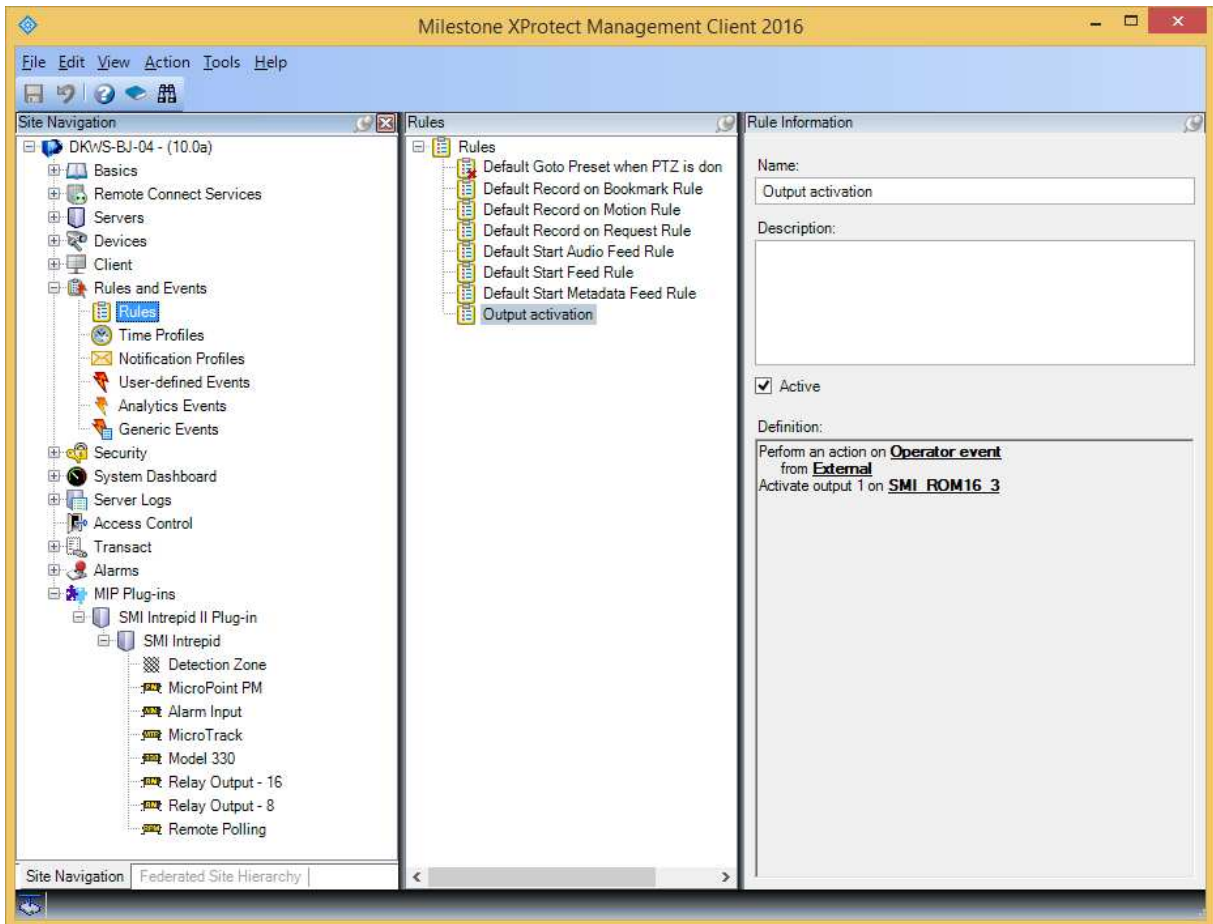 Milestone XProtect Management Client 2016
File Edit View Action Tools Help
Site Navigation
DKWS-BJ-04 - (10.0a)
Basics
Remote Connect Services
Servers
Devices
Client
Rules and Events
Rules
Time Profiles
Notification Profiles
User-defined Events
Analytics Events
Generic Events
Security
System Dashboard
Server Logs
Access Control
Transact
Alarms
MIP Plug-ins
SMI Intrepid II Plug-in
SMI Intrepid
Detection Zone
MicroPoint PM
Alarm Input
MicroTrack
Model 330
Relay Output - 16
Relay Output - 8
Remote Polling
Site Navigation Federated Site Hierarchy
Rules
Rules
Default Goto Preset when PTZ is don
Default Record on Bookmark Rule
Default Record on Motion Rule
Default Record on Request Rule
Default Start Audio Feed Rule
Default Start Feed Rule
Default Start Metadata Feed Rule
Output activation
Rule Information
Name:
Output activation
Description:
Active
Definition:
Perform an action on Operator event
from External
Activate output 1 on SMI ROM16 3